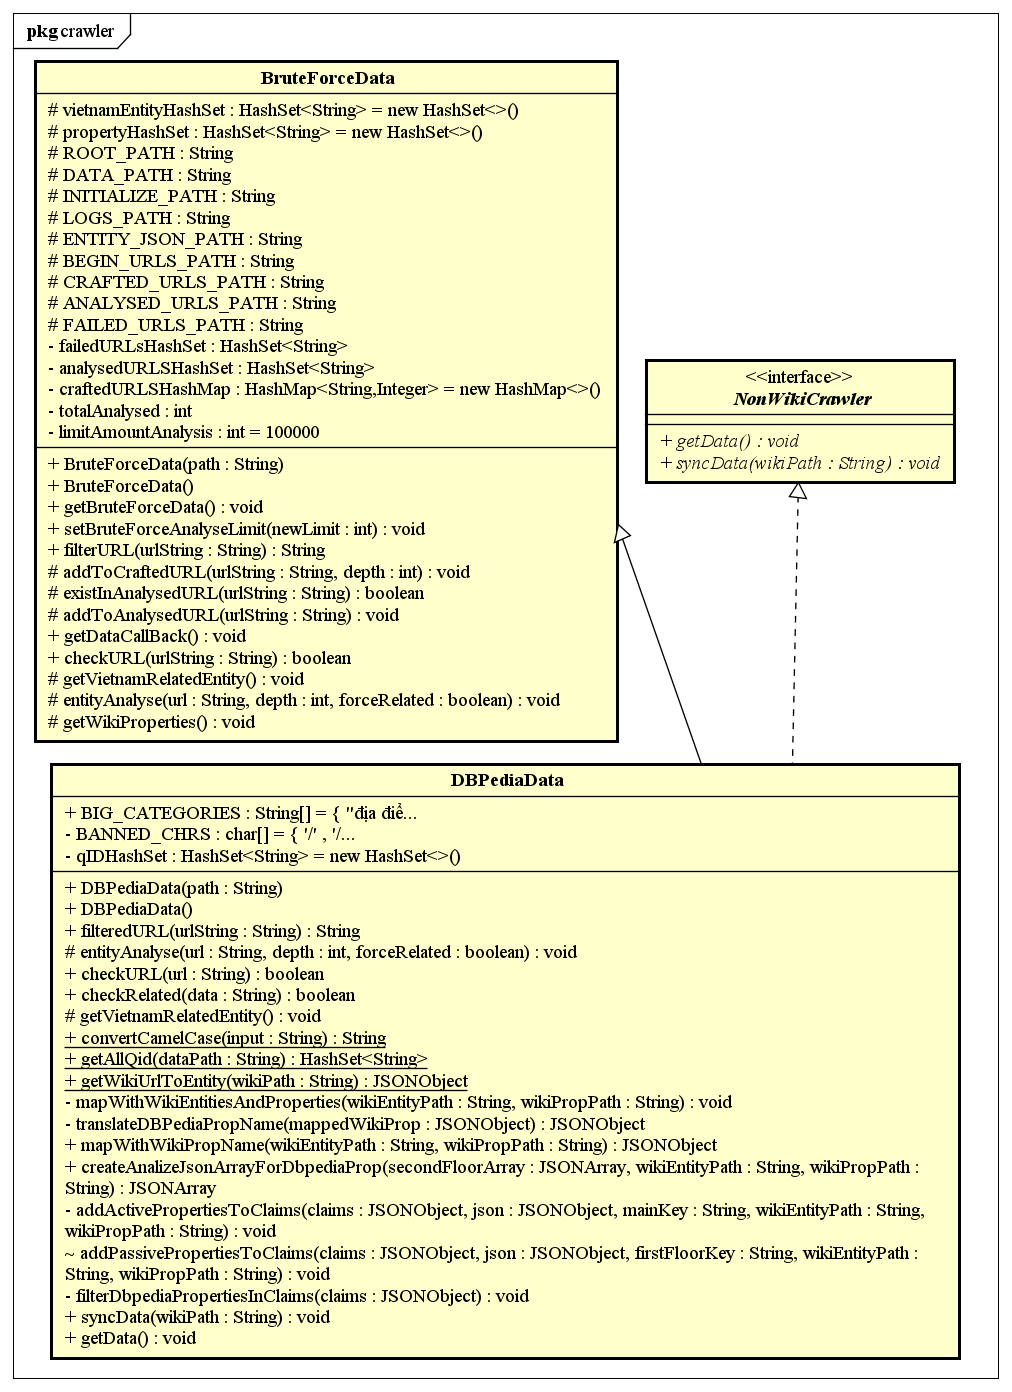 pkg crawler
BruteForceData
# vietnamEntityHashSet : HashSet<String> = new HashSet<>()
# propertyHashSet : HashSet<String> = new HashSet<>()
# ROOT_PATH : String
# DATA_PATH : String
# INITIALIZE_PATH : String
# LOGS_PATH : String
# ENTITY_JSON_PATH : String
# BEGIN_URLS_PATH : String
# CRAFTED_URLS_PATH : String
# ANALYSED_URLS_PATH : String
# FAILED_URLS_PATH : String
- failedURLsHashSet : HashSet<String>
- analysedURLSHashSet : HashSet<String>
- craftedURLSHashMap : HashMap<String,Integer> = new HashMap<>()
- totalAnalysed : int
- limitAmountAnalysis : int = 100000
+ BruteForceData(path : String)
+ BruteForceData()
+ getBruteForceData() : void
+ setBruteForceAnalyseLimit(newLimit : int) : void
+ filterURL(urlString : String) : String
# addToCraftedURL(urlString : String, depth : int) : void
# existInAnalysedURL(urlString : String) : boolean
# addToAnalysedURL(urlString : String) : void
+ getDataCallBack() : void
+ checkURL(urlString : String) : boolean
# getVietnamRelatedEntity() : void
# entityAnalyse(url : String, depth : int, forceRelated : boolean) : void
# getWikiProperties() : void
<<interface>>
NonWikiCrawler
+ getData() : void
+ syncData(wikiPath : String) : void
DBPediaData
+ BIG_CATEGORIES : String[] = { "địa điể...
- BANNED_CHRS : char[] = { '/' , '/...
- qIDHashSet : HashSet<String> = new HashSet<>()
+ DBPediaData(path : String)
+ DBPediaData()
+ filteredURL(urlString : String) : String
# entityAnalyse(url : String, depth : int, forceRelated : boolean) : void
+ checkURL(url : String) : boolean
+ checkRelated(data : String) : boolean
# getVietnamRelatedEntity() : void
+ convertCamelCase(input : String) : String
+ getAllQid(dataPath : String) : HashSet<String>
+ getWikiUrlToEntity(wikiPath : String) : JSONObject
- mapWithWikiEntitiesAndProperties(wikiEntityPath : String, wikiPropPath : String) : void
- translateDBPediaPropName(mappedWikiProp : JSONObject) : JSONObject
+ mapWithWikiPropName(wikiEntityPath : String, wikiPropPath : String) : JSONObject
+ createAnalizeJsonArrayForDbpediaProp(secondFloorArray : JSONArray, wikiEntityPath : String, wikiPropPath :
String) : JSONArray
- addActivePropertiesToClaims(claims : JSONObject, json : JSONObject, mainKey : String, wikiEntityPath : String,
wikiPropPath : String) : void
~ addPassivePropertiesToClaims(claims : JSONObject, json : JSONObject, firstFloorKey : String, wikiEntityPath :
String, wikiPropPath : String) : void
- filterDbpediaPropertiesInClaims(claims : JSONObject) : void
+ syncData(wikiPath : String) : void
+ getData() : void